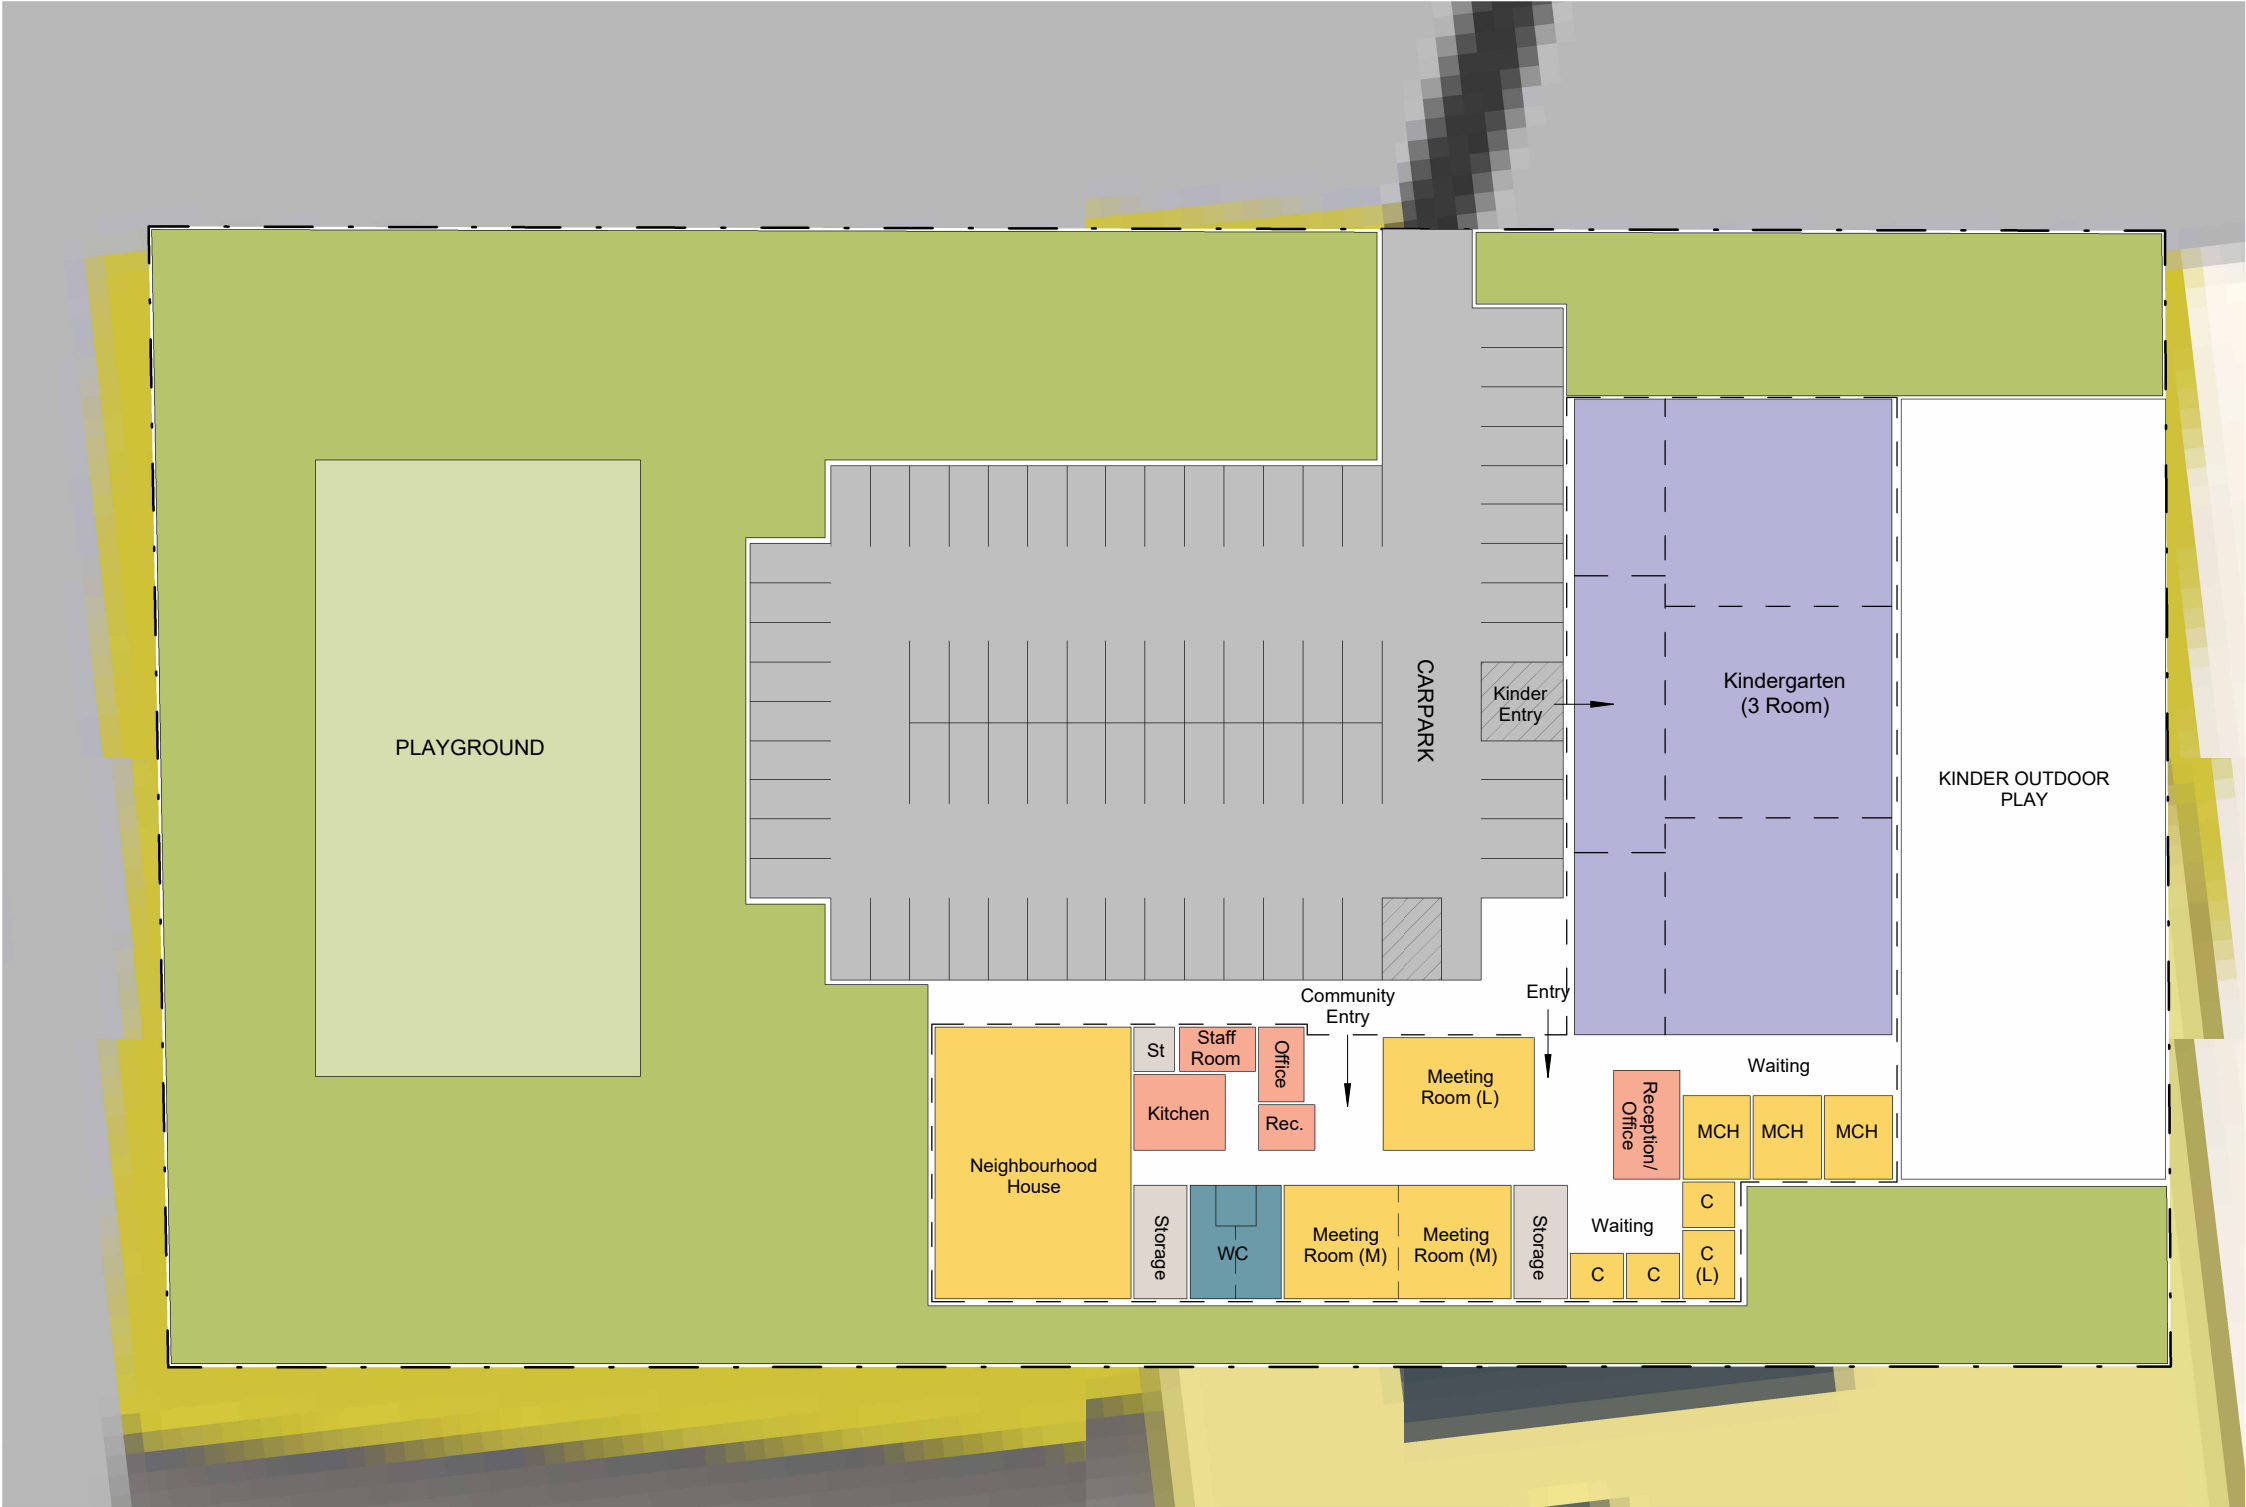 Kinder
Entry
CARPARK
Kindergarten
(3 Room)
PLAYGROUND
KINDER OUTDOOR
PLAY
Community
Entry
Entry
St
Staff
Room
Office
Kitchen
Rec.
Meeting
Room (L)
Waiting
Reception/
Office
MCH
MCH
MCH
Neighbourhood
House
Storage
WC
Meeting
Room (M)
Meeting
Room (M)
Storage
Waiting
C
C
(L)
C
C